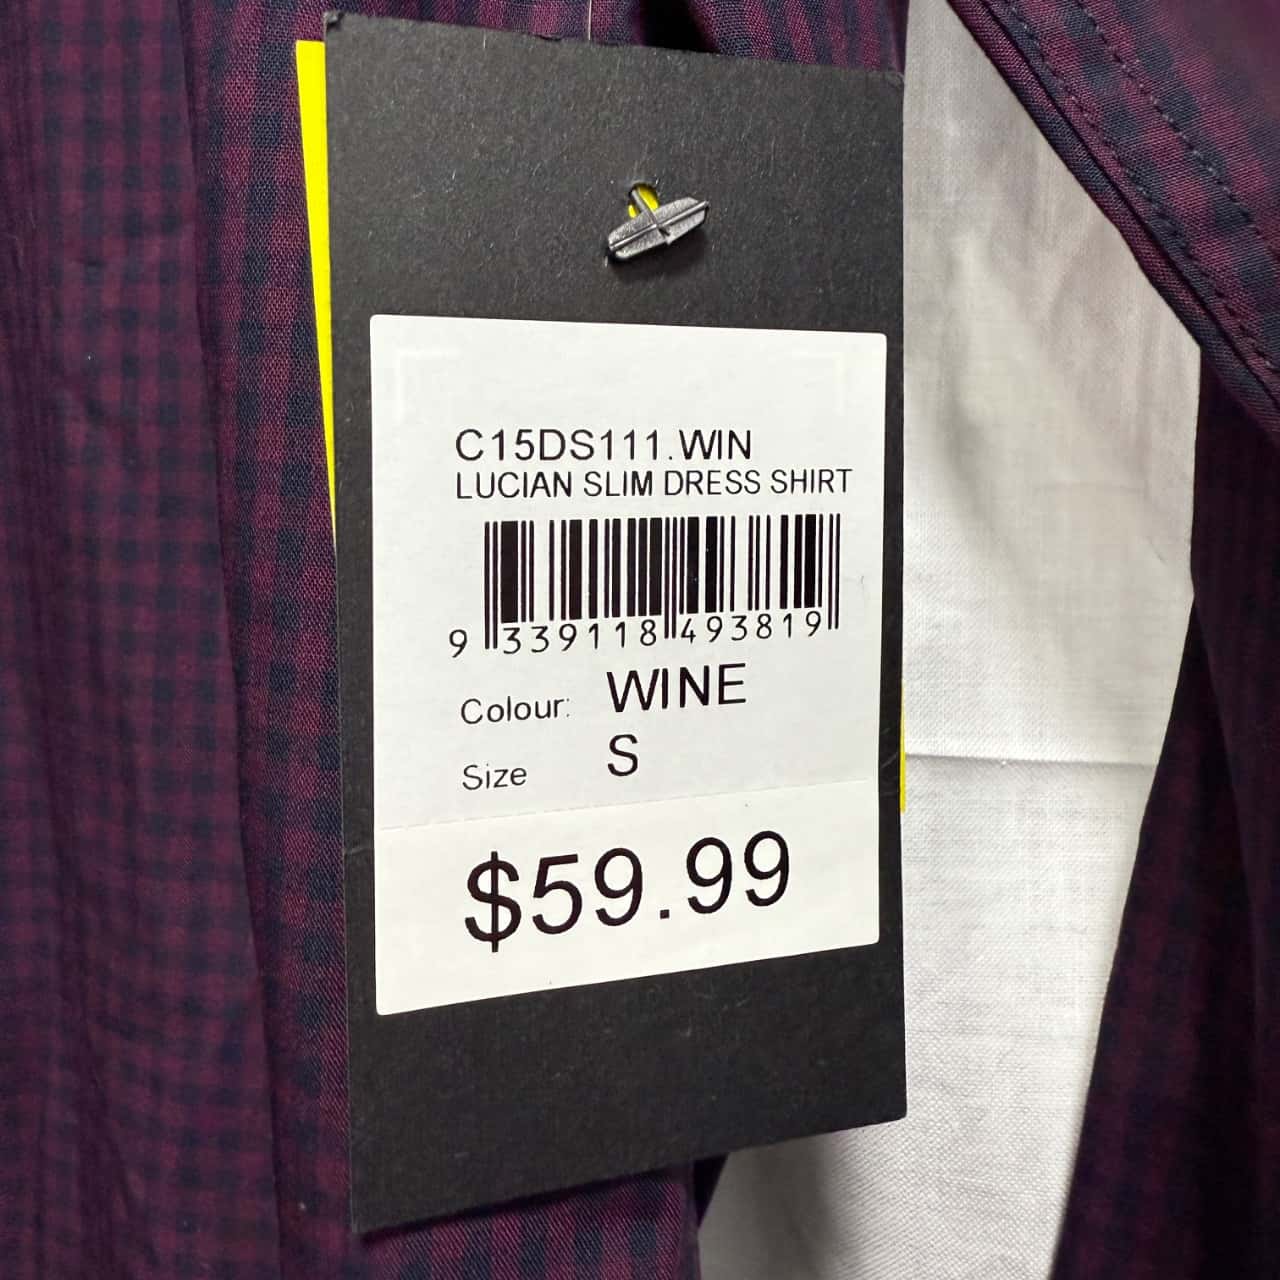 C15DS111.WIN
LUCIAN SLIM DRESS SHIRT
9 339118 493819
Colour: WINE
Size S
$59.99